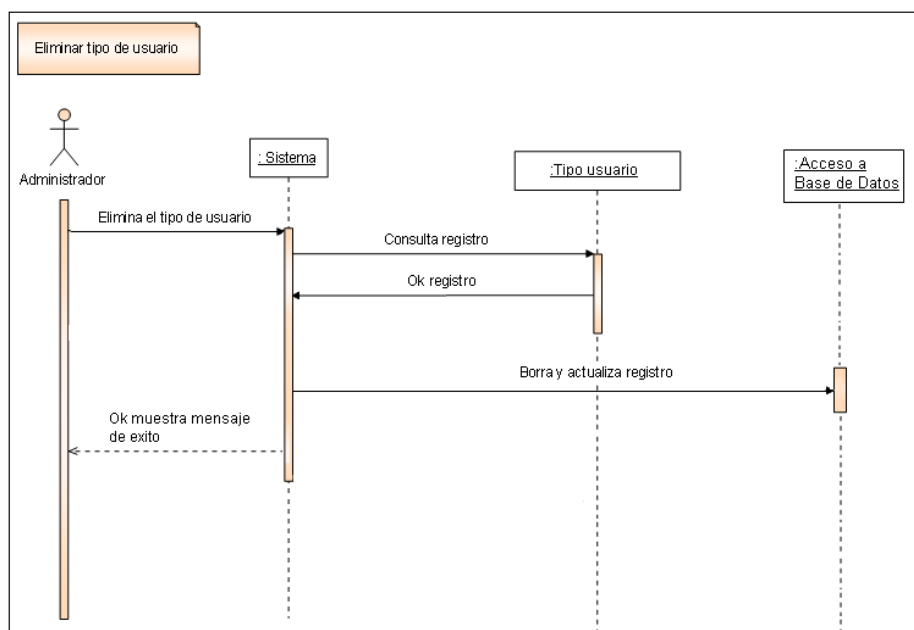 Eliminar tipo de usuario
Administrador
: Sistema
:Tipo usuario
:Acceso a
Base de Datos
Elimina el tipo de usuario
Consulta registro
Ok registro
Borra y actualiza registro
Ok muestra mensaje
de exito